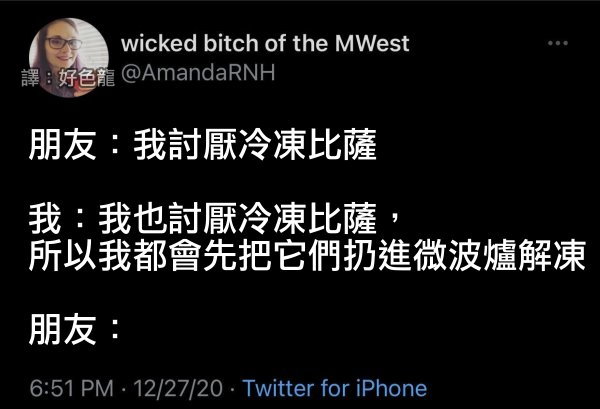 wicked bitch of the MWest
譯：好色龍 @AmandaRNH
朋友：我討厭冷凍比薩
我：我也討厭冷凍比薩，
所以我都會先把它們扔進微波爐解凍
朋友：
6:51 PM · 12/27/20 · Twitter for iPhone